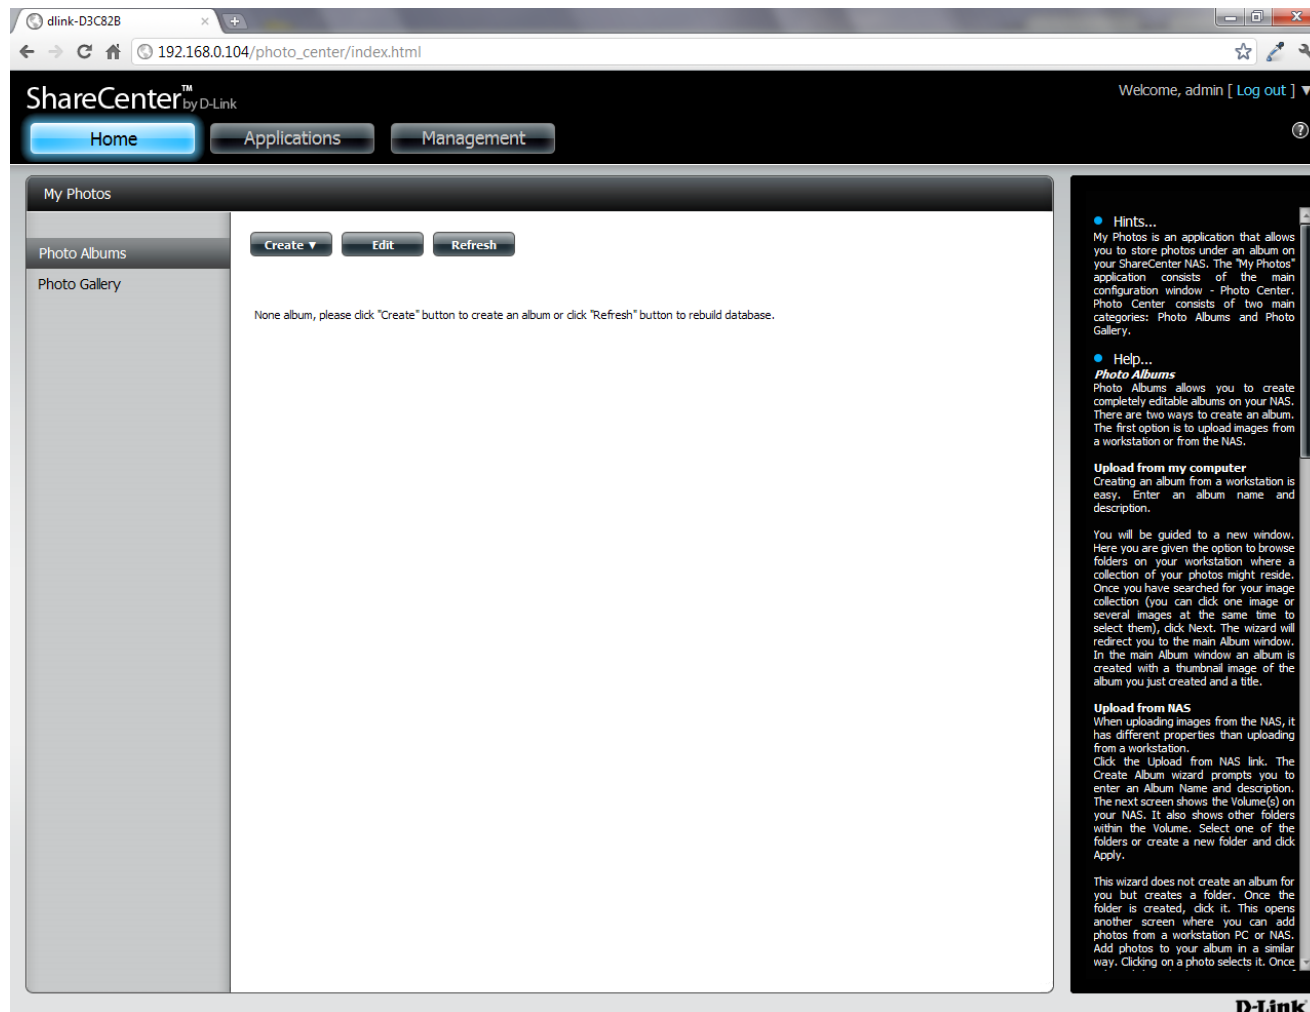 dlink-D3C82B
192.168.0.104/photo_center/index.html
ShareCenter™ by D-Link
Welcome, admin [ Log out ] ▼
Home
Applications
Management
My Photos
Photo Albums
Photo Gallery
Create ▼
Edit
Refresh
None album, please click "Create" button to create an album or click "Refresh" button to rebuild database.
Hints...
My Photos is an application that allows
you to store photos under an album on
your ShareCenter NAS. The "My Photos"
application consists of the main
configuration window - Photo Center.
Photo Center consists of two main
categories: Photo Albums and Photo
Gallery.
Help...
Photo Albums
Photo Albums allows you to create
completely editable albums on your NAS.
There are two ways to create an album.
The first option is to upload images from
a workstation or from the NAS.
Upload from my computer
Creating an album from a workstation is
easy. Enter an album name and
description.
You will be guided to a new window.
Here you are given the option to browse
folders on your workstation where a
collection of your photos might reside.
Once you have searched for your image
collection (you can click one image or
several images at the same time to
select them), click Next. The wizard will
redirect you to the main Album window.
In the main Album window an album is
created with a thumbnail image of the
album you just created and a title.
Upload from NAS
When uploading images from the NAS, it
has different properties than uploading
from a workstation.
Click the Upload from NAS link. The
Create Album wizard prompts you to
enter an Album Name and description.
The next screen shows the Volume(s) on
your NAS. It also shows other folders
within the Volume. Select one of the
folders or create a new folder and click
Apply.
This wizard does not create an album for
you but creates a folder. Once the
folder is created, click it. This opens
another screen where you can add
photos from a workstation PC or NAS.
Add photos to your album in a similar
way. Clicking on a photo selects it. Once
D-Link